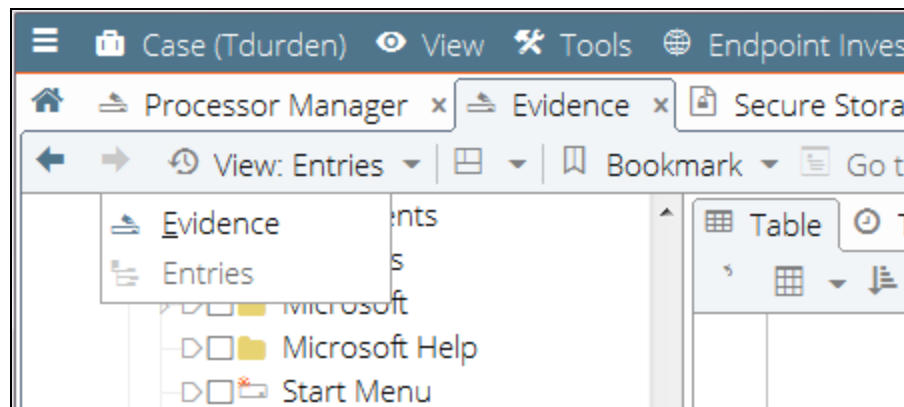 Case (Tdurden) View Tools Endpoint Inves
Processor Manager x Evidence x Secure Stora
View: Entries Bookmark Go t
Evidence
Entries
ents
s
Microsoft
Microsoft Help
Start Menu
Table T